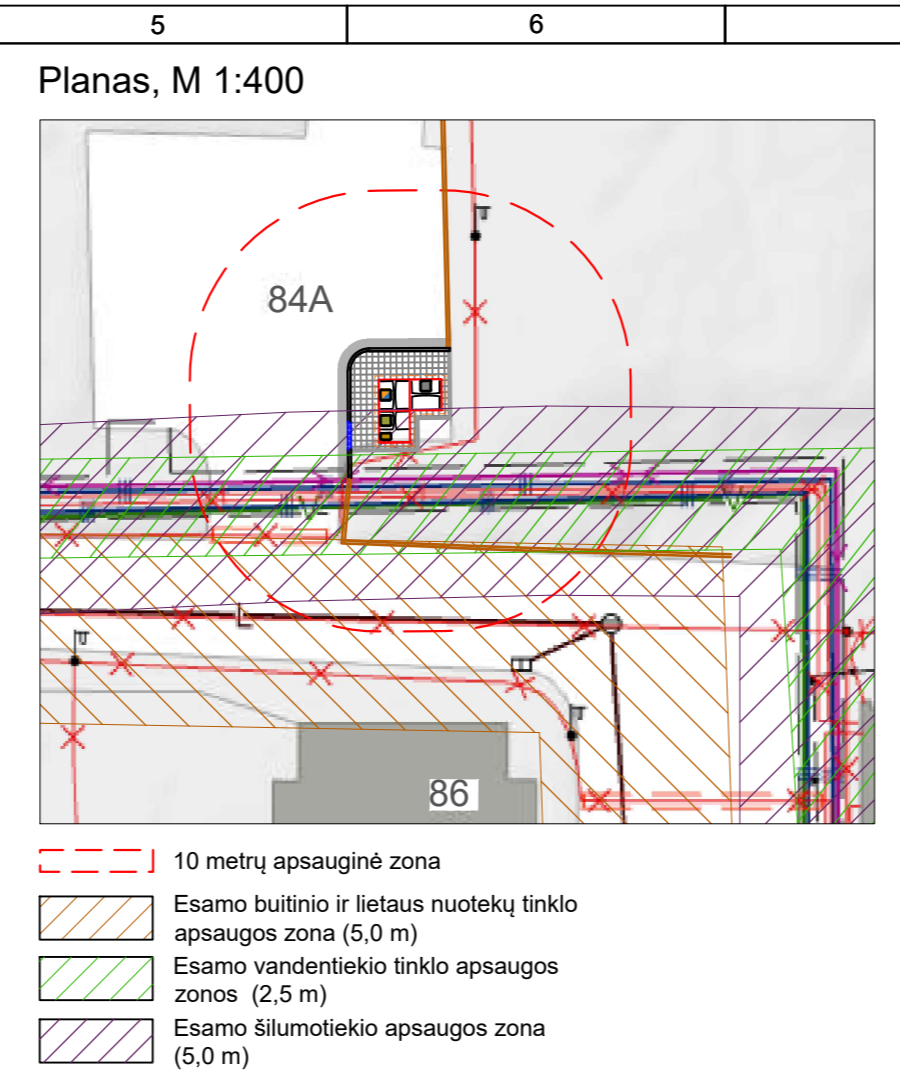 5
6
Planas, M 1:400
84A
86
10 metrų apsauginė zona
Esamo buitinio ir lietaus nuotekų tinklo
apsaugos zona (5,0 m)
Esamo vandentiekio tinklo apsaugos
zonos (2,5 m)
Esamo šilumotiekio apsaugos zona
(5,0 m)